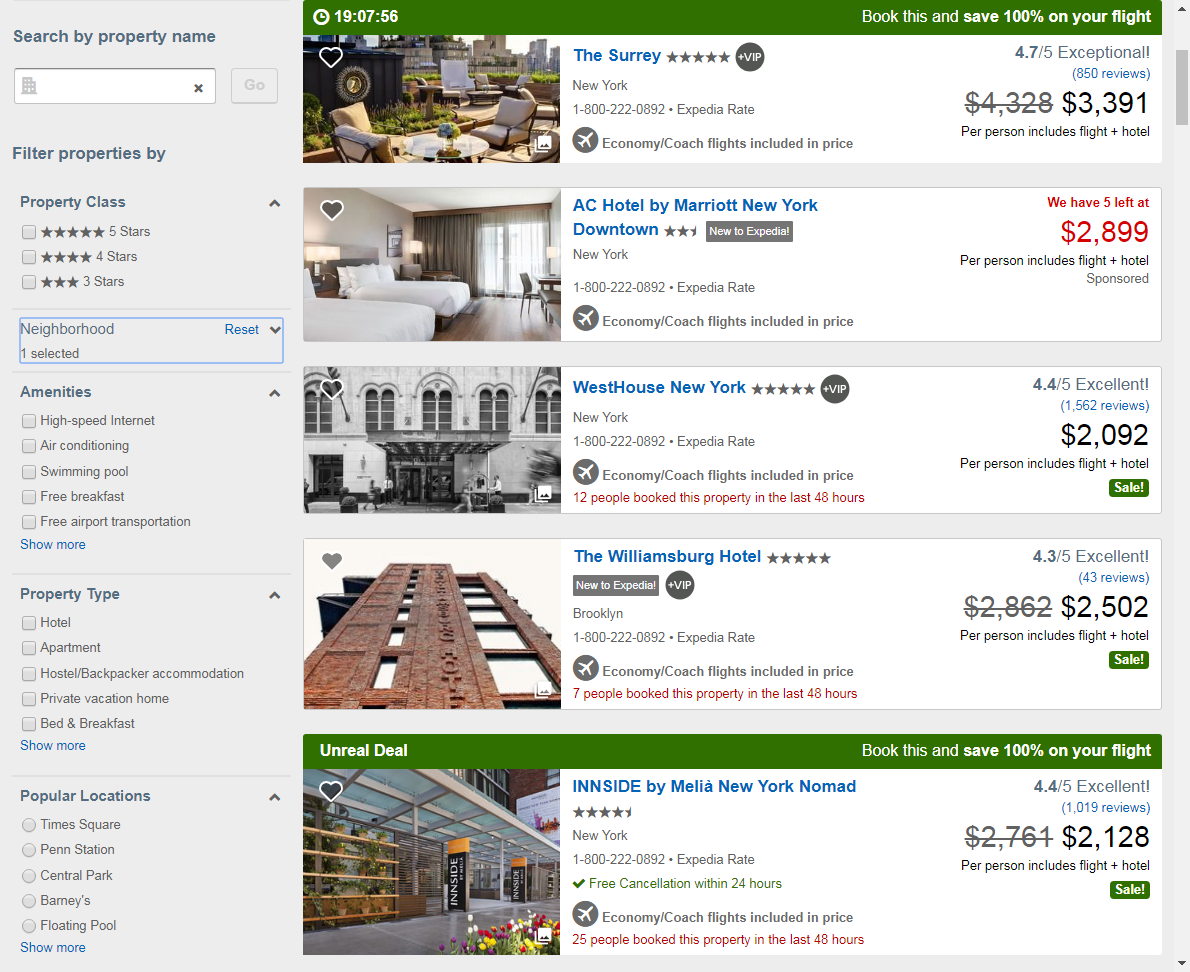 Search by property name
Go
Filter properties by
Property Class
5 Stars
4 Stars
3 Stars
Neighborhood Reset
1 selected
Amenities
High-speed Internet
Air conditioning
Swimming pool
Free breakfast
Free airport transportation
Show more
Property Type
Hotel
Apartment
Hostel/Backpacker accommodation
Private vacation home
Bed & Breakfast
Show more
Popular Locations
Times Square
Penn Station
Central Park
Barney's
Floating Pool
Show more
19:07:56 Book this and save 100% on your flight
The Surrey +VIP
New York
1-800-222-0892 • Expedia Rate
Economy/Coach flights included in price
4.7/5 Exceptional!
(850 reviews)
$4,328 $3,391
Per person includes flight + hotel
AC Hotel by Marriott New York
Downtown New to Expedia!
New York
1-800-222-0892 • Expedia Rate
Economy/Coach flights included in price
We have 5 left at
$2,899
Per person includes flight + hotel
Sponsored
WestHouse New York +VIP
New York
1-800-222-0892 • Expedia Rate
Economy/Coach flights included in price
12 people booked this property in the last 48 hours
4.4/5 Excellent!
(1,562 reviews)
$2,092
Per person includes flight + hotel
Sale!
The Williamsburg Hotel
New to Expedia! +VIP
Brooklyn
1-800-222-0892 • Expedia Rate
Economy/Coach flights included in price
7 people booked this property in the last 48 hours
4.3/5 Excellent!
(43 reviews)
$2,862 $2,502
Per person includes flight + hotel
Sale!
Unreal Deal Book this and save 100% on your flight
INNSIDE
INNSIDE
INNSIDE by Melià New York Nomad
New York
1-800-222-0892 • Expedia Rate
Free Cancellation within 24 hours
Economy/Coach flights included in price
25 people booked this property in the last 48 hours
4.4/5 Excellent!
(1,019 reviews)
$2,761 $2,128
Per person includes flight + hotel
Sale!